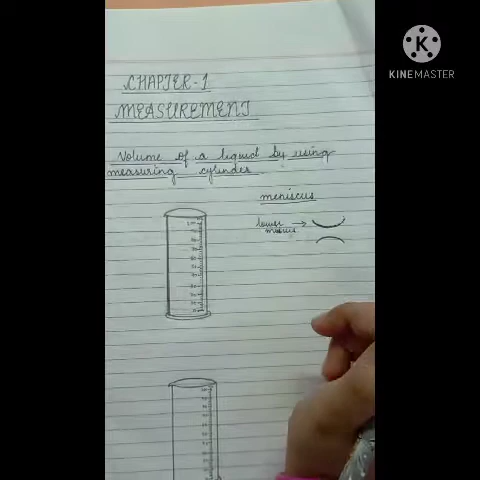 CHAPTER-1
MEASUREMENT
Volume of a liquid by using
measuring cylinder
meniscus
lower
KINEMASTER